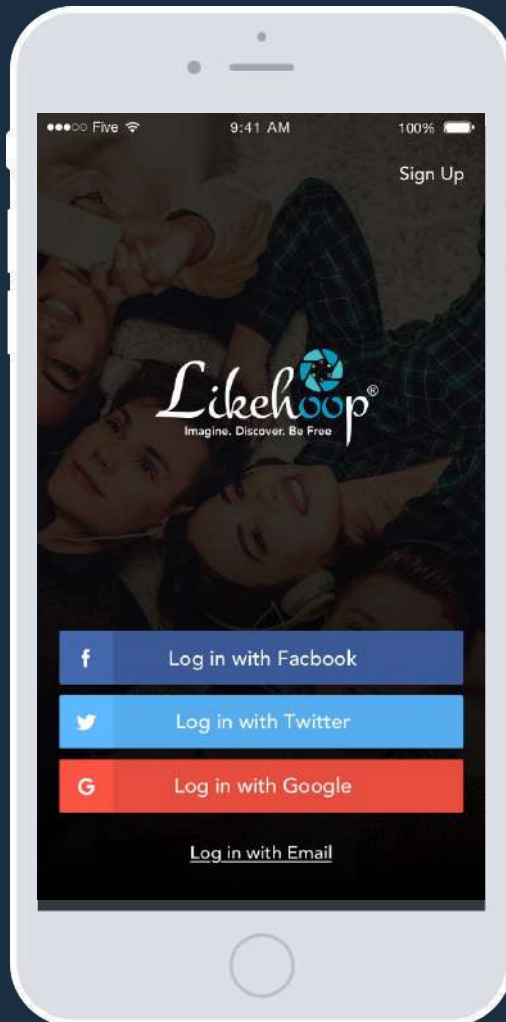 ●●●○○ Five 9:41 AM 100%
Sign Up
Likehoop®
Imagine. Discover. Be Free
f Log in with Facbook
Log in with Twitter
G Log in with Google
Log in with Email